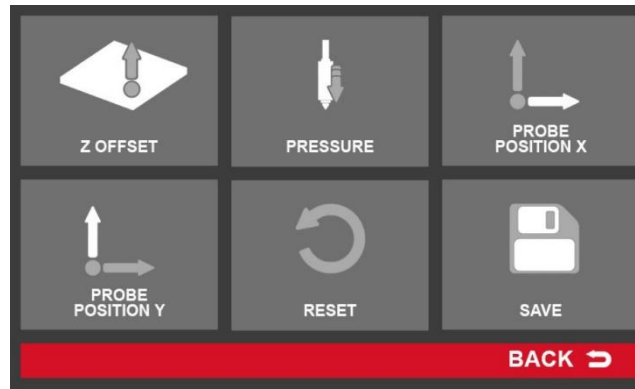 Z OFFSET
PRESSURE
PROBE
POSITION X
PROBE
POSITION Y
RESET
SAVE
BACK